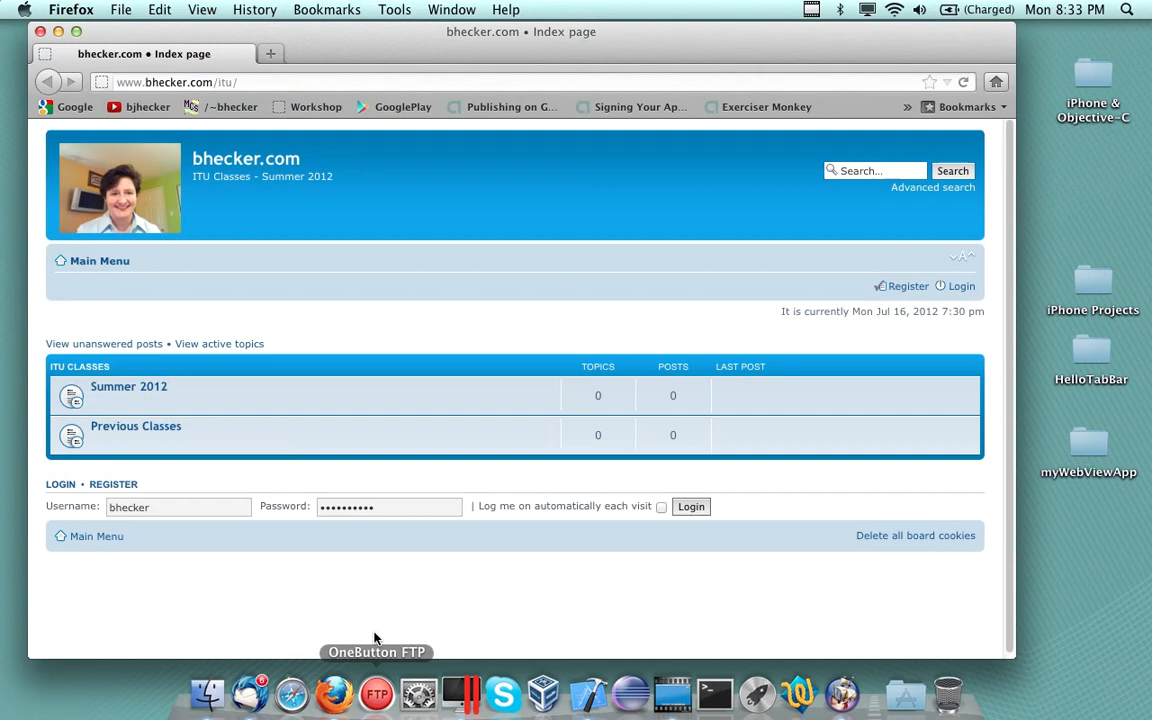 Firefox File Edit View History Bookmarks Tools Window Help (Charged) Mon 8:33 PM
bhecker.com • Index page
bhecker.com • Index page
www.bhecker.com/itu/
Google bjhecker /~bhecker Workshop GooglePlay Publishing on G... Signing Your Ap... Exerciser Monkey » Bookmarks
iPhone & Objective-C
bhecker.com
ITU Classes - Summer 2012
Search... Search
Advanced search
Main Menu
Register Login
It is currently Mon Jul 16, 2012 7:30 pm
View unanswered posts • View active topics
ITU CLASSES TOPICS POSTS LAST POST
Summer 2012 0 0
Previous Classes 0 0
LOGIN • REGISTER
Username: bhecker Password: •••••••••• | Log me on automatically each visit Login
Main Menu Delete all board cookies
iPhone Projects
HelloTabBar
myWebViewApp
OneButton FTP
6
FTP